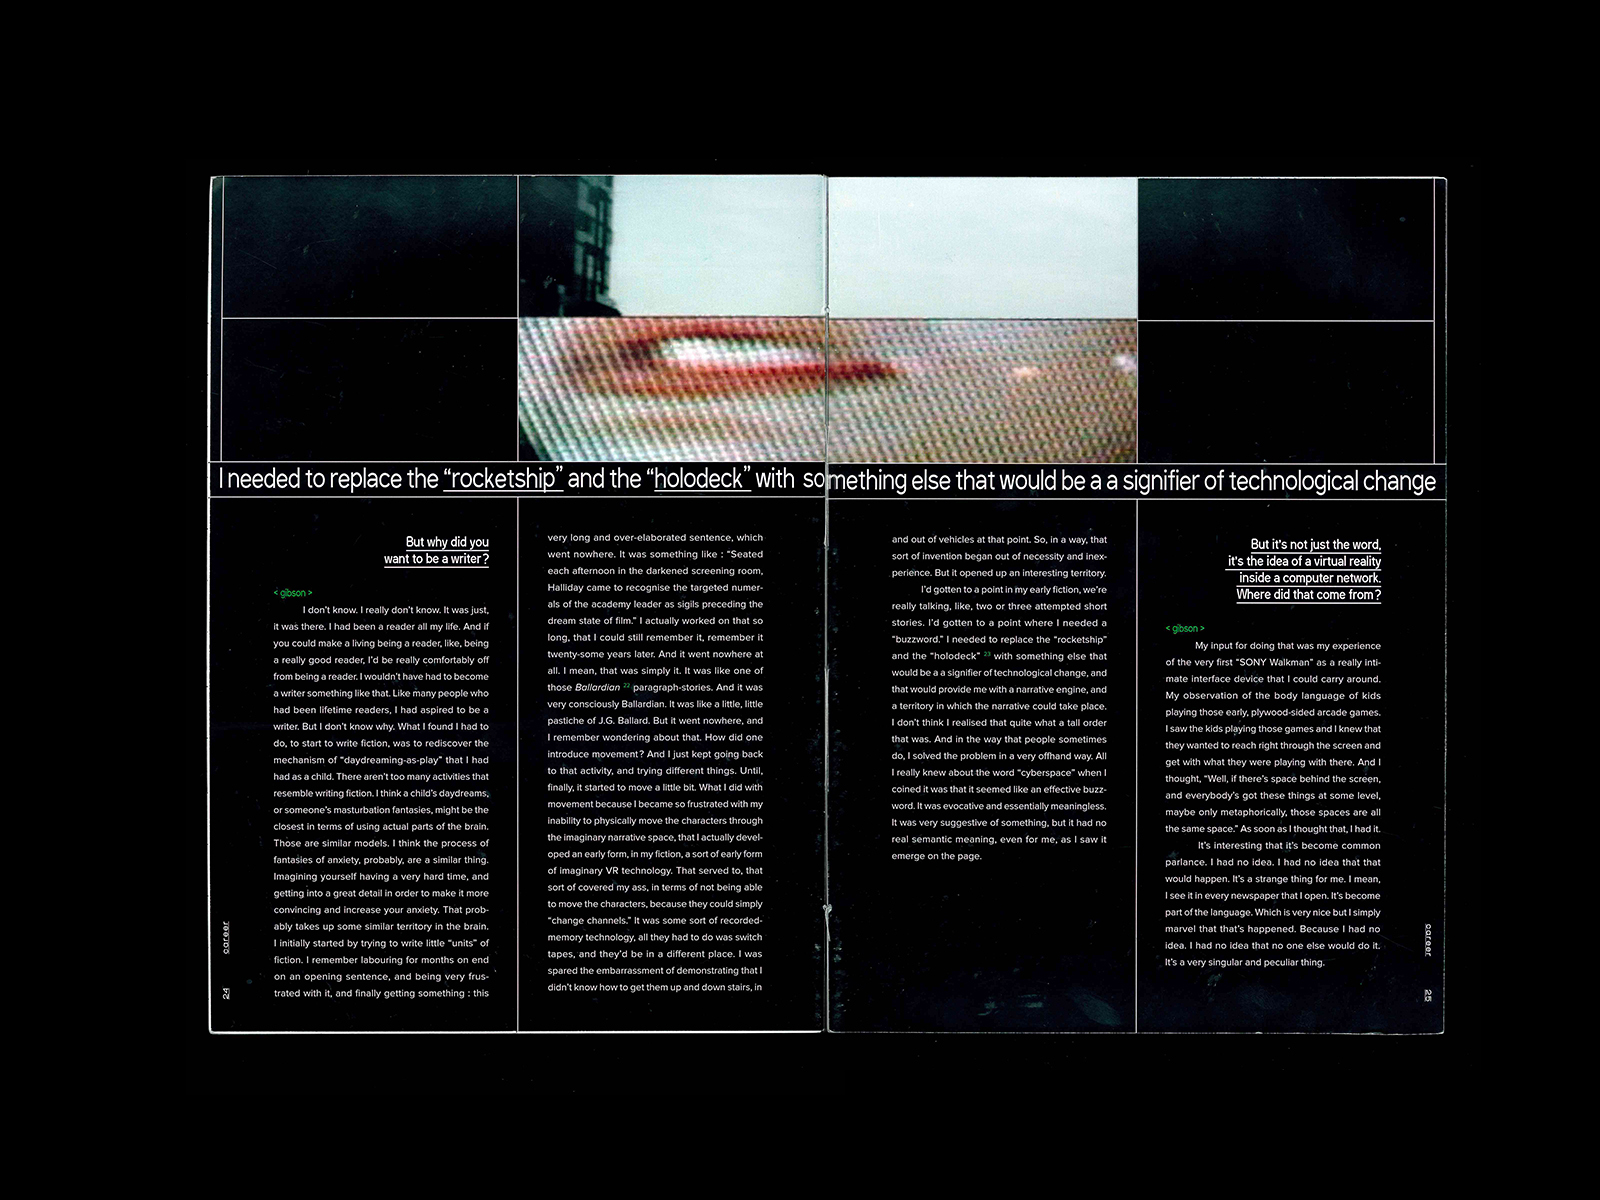 I needed to replace the “rocketship” and the “holodeck” with something else that would be a a signifier of technological change
But why did you
want to be a writer ?
< gibson >
I don’t know. I really don’t know. It was just,
it was there. I had been a reader all my life. And if
you could make a living being a reader, like, being
a really good reader, I’d be really comfortably off
from being a reader. I wouldn’t have had to become
a writer something like that. Like many people who
had been lifetime readers, I had aspired to be a
writer. But I don’t know why. What I found I had to
do, to start to write fiction, was to rediscover the
mechanism of “daydreaming-as-play” that I had
had as a child. There aren’t too many activities that
resemble writing fiction. I think a child’s daydreams,
or someone’s masturbation fantasies, might be the
closest in terms of using actual parts of the brain.
Those are similar models. I think the process of
fantasies of anxiety, probably, are a similar thing.
Imagining yourself having a very hard time, and
getting into a great detail in order to make it more
convincing and increase your anxiety. That prob-
ably takes up some similar territory in the brain.
I initially started by trying to write little “units” of
fiction. I remember labouring for months on end
on an opening sentence, and being very frus-
trated with it, and finally getting something : this
very long and over-elaborated sentence, which
went nowhere. It was something like : “Seated
each afternoon in the darkened screening room,
Halliday came to recognise the targeted numer-
als of the academy leader as sigils preceding the
dream state of film.” I actually worked on that so
long, that I could still remember it, remember it
twenty-some years later. And it went nowhere at
all. I mean, that was simply it. It was like one of
those Ballardian 22 paragraph-stories. And it was
very consciously Ballardian. It was like a little, little
pastiche of J.G. Ballard. But it went nowhere, and
I remember wondering about that. How did one
introduce movement? And I just kept going back
to that activity, and trying different things. Until,
finally, it started to move a little bit. What I did with
movement because I became so frustrated with my
inability to physically move the characters through
the imaginary narrative space, that I actually devel-
oped an early form, in my fiction, a sort of early form
of imaginary VR technology. That served to, that
sort of covered my ass, in terms of not being able
to move the characters, because they could simply
“change channels.” It was some sort of recorded-
memory technology, all they had to do was switch
tapes, and they’d be in a different place. I was
spared the embarrassment of demonstrating that I
didn’t know how to get them up and down stairs, in
and out of vehicles at that point. So, in a way, that
sort of invention began out of necessity and inex-
perience. But it opened up an interesting territory.
I’d gotten to a point in my early fiction, we’re
really talking, like, two or three attempted short
stories. I’d gotten to a point where I needed a
“buzzword.” I needed to replace the “rocketship”
and the “holodeck” 23 with something else that
would be a a signifier of technological change, and
that would provide me with a narrative engine, and
a territory in which the narrative could take place.
I don’t think I realised that quite what a tall order
that was. And in the way that people sometimes
do, I solved the problem in a very offhand way. All
I really knew about the word “cyberspace” when I
coined it was that it seemed like an effective buzz-
word. It was evocative and essentially meaningless.
It was very suggestive of something, but it had no
real semantic meaning, even for me, as I saw it
emerge on the page.
But it’s not just the word,
it’s the idea of a virtual reality
inside a computer network.
Where did that come from ?
< gibson >
My input for doing that was my experience
of the very first “SONY Walkman” as a really inti-
mate interface device that I could carry around.
My observation of the body language of kids
playing those early, plywood-sided arcade games.
I saw the kids playing those games and I knew that
they wanted to reach right through the screen and
get with what they were playing with there. And I
thought, “Well, if there’s space behind the screen,
and everybody’s got these things at some level,
maybe only metaphorically, those spaces are all
the same space.” As soon as I thought that, I had it.
It’s interesting that it’s become common
parlance. I had no idea. I had no idea that that
would happen. It’s a strange thing for me. I mean,
I see it in every newspaper that I open. It’s become
part of the language. Which is very nice but I simply
marvel that that’s happened. Because I had no
idea. I had no idea that no one else would do it.
It’s a very singular and peculiar thing.
career
24
career
25